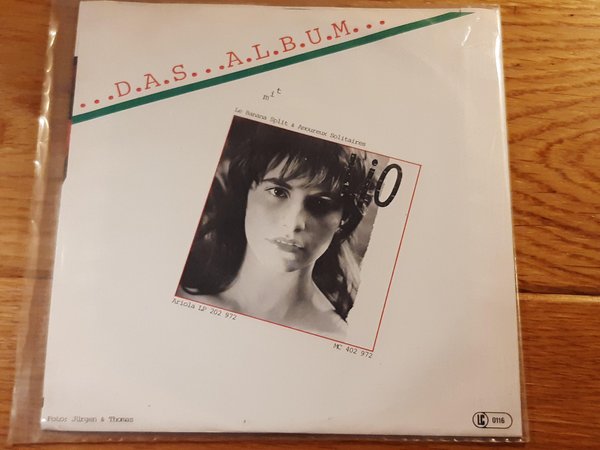 ...D.A.S...A.L.B.U.M...
mit
Le Banana Split & Amoureux Solitaires
Lio
Ariola LP 202 972
MC 402 972
Foto: Jürgen & Thomas
LC 0116